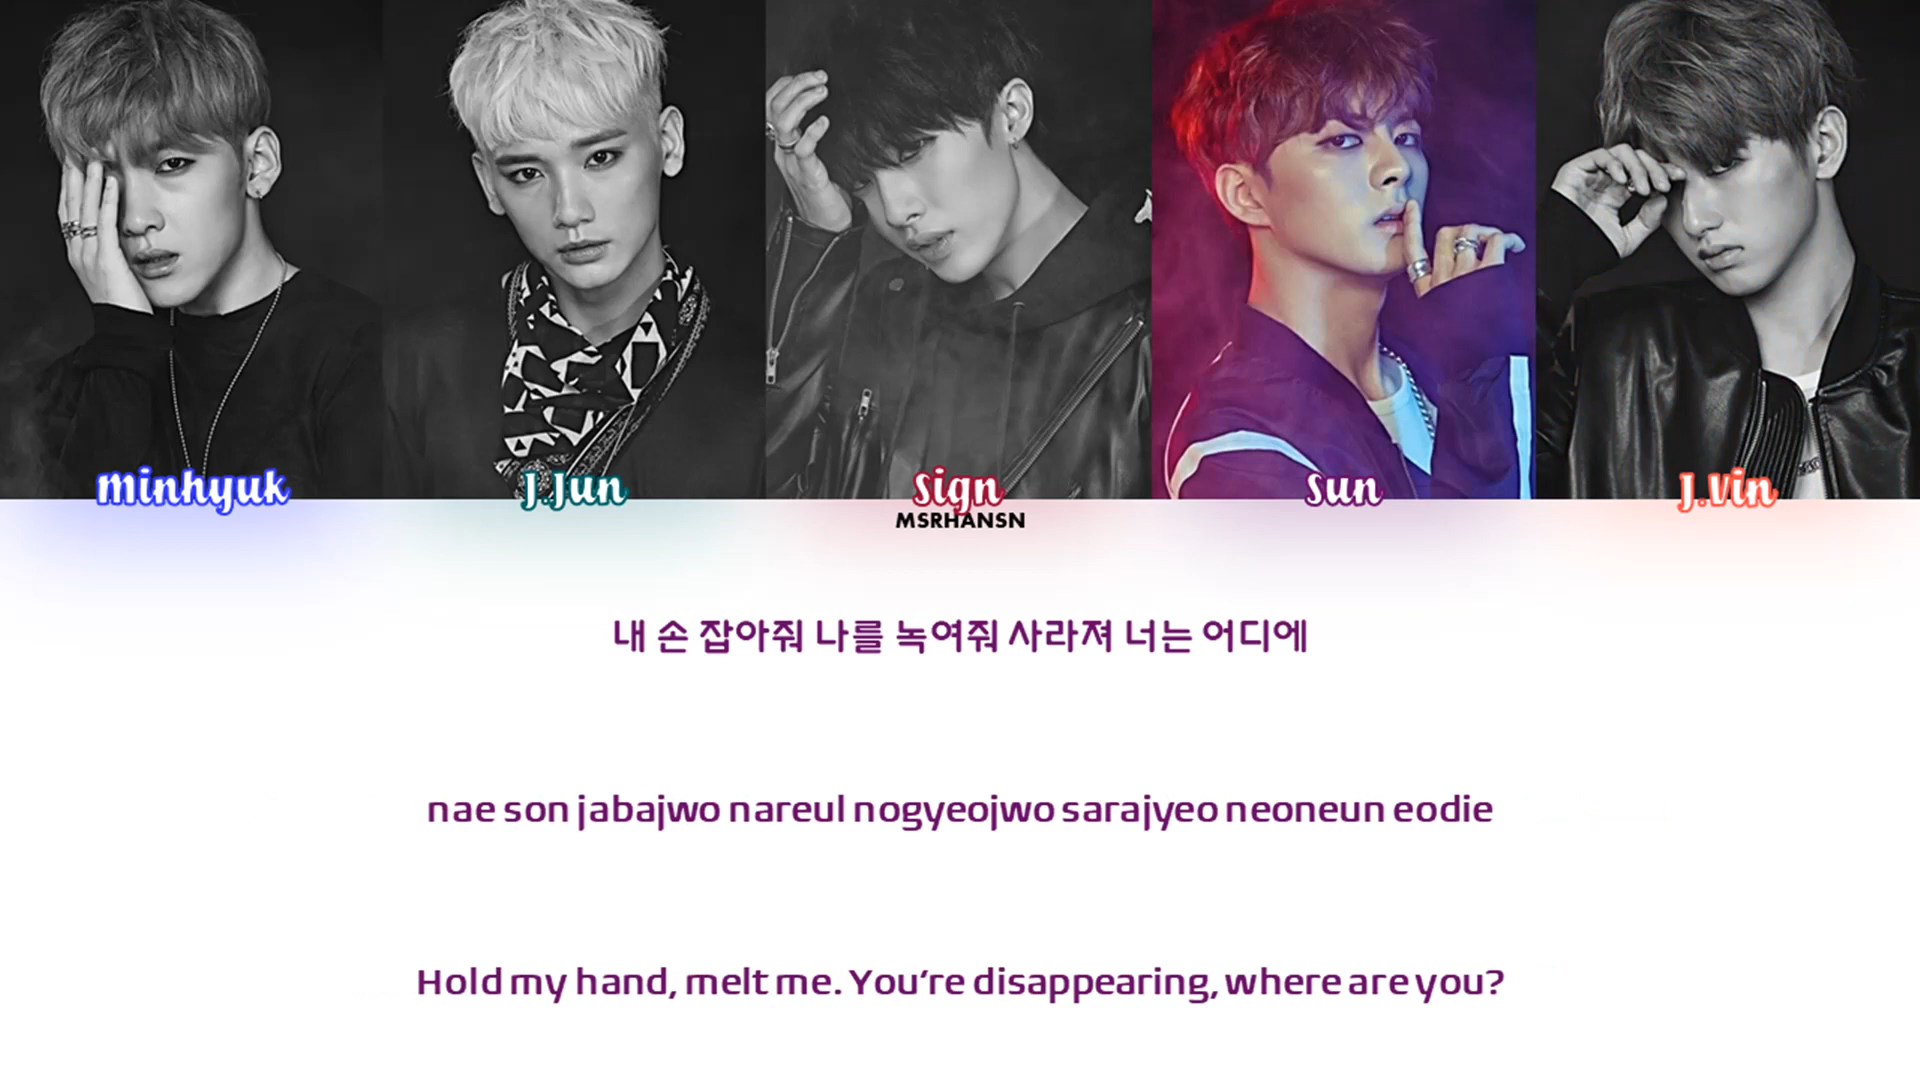 Minhyuk
J.Jun
Sign
Sun
J.Vin
MSRHANSN
내 손 잡아줘 나를 녹여줘 사라져 너는 어디에
nae son jabajwo nareul nogyeojwo sarajyeo neoneun eodie
Hold my hand, melt me. You're disappearing, where are you?